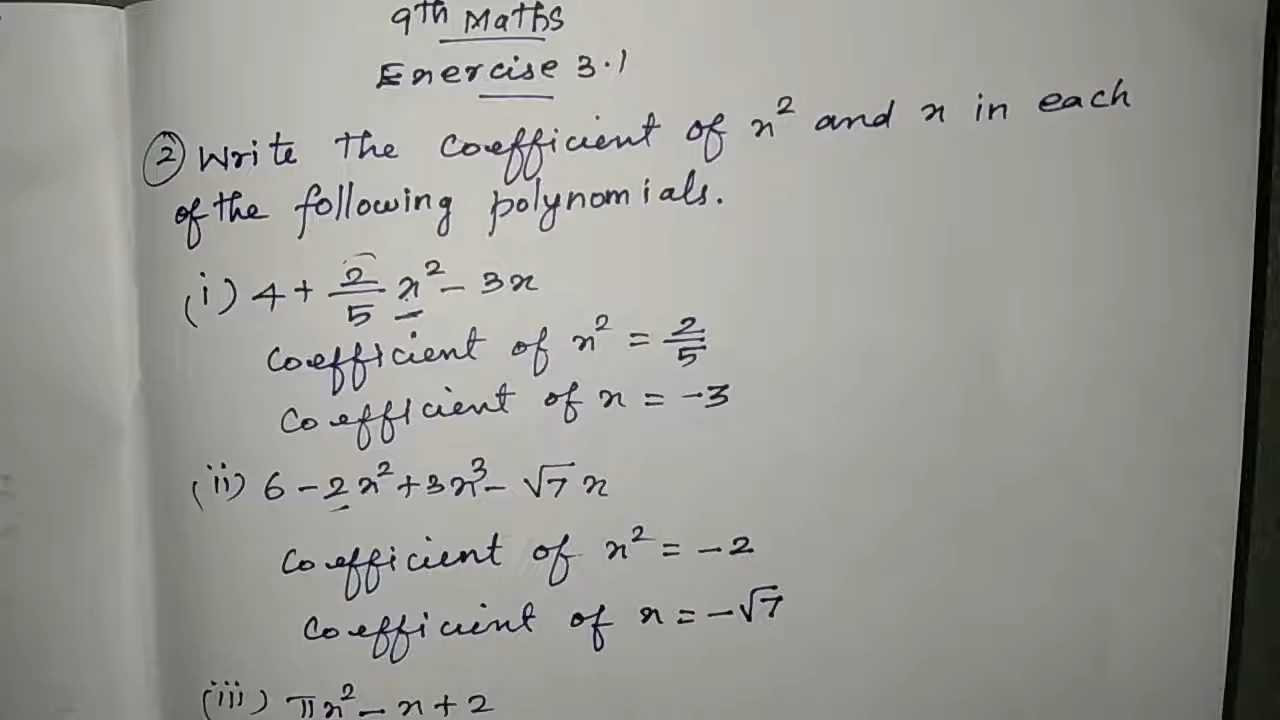 9th Maths
Exercise 3.1
② Write the coefficient of x² and x in each
of the following polynomials.
(i) 4 + 2/5 x² - 3x
Coefficient of x² = 2/5
Coefficient of x = -3
(ii) 6 - 2x² + 3x³ - √7 x
Coefficient of x² = -2
Coefficient of x = -√7
(iii) πx² - x + 2